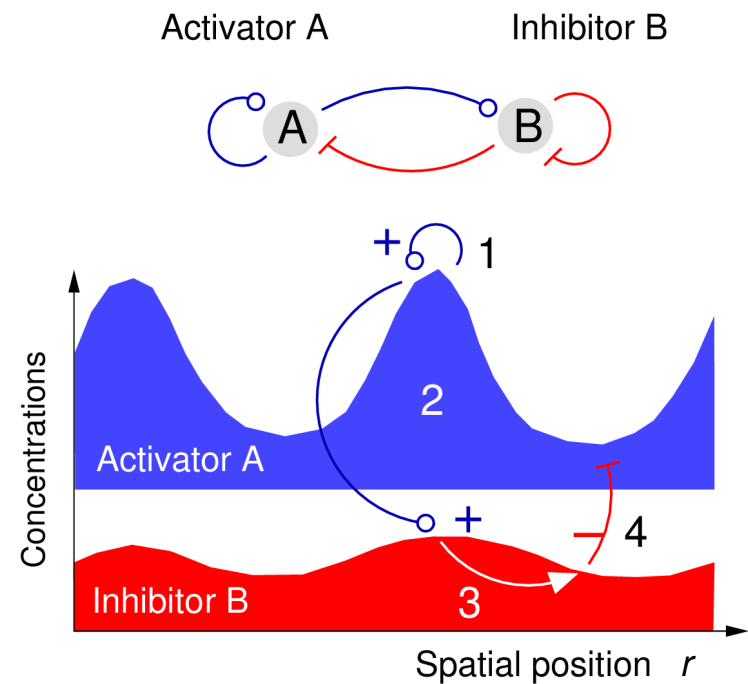 Activator A
Inhibitor B
A
B
+
1
2
Activator A
+
– 4
Inhibitor B
3
Concentrations
Spatial position r